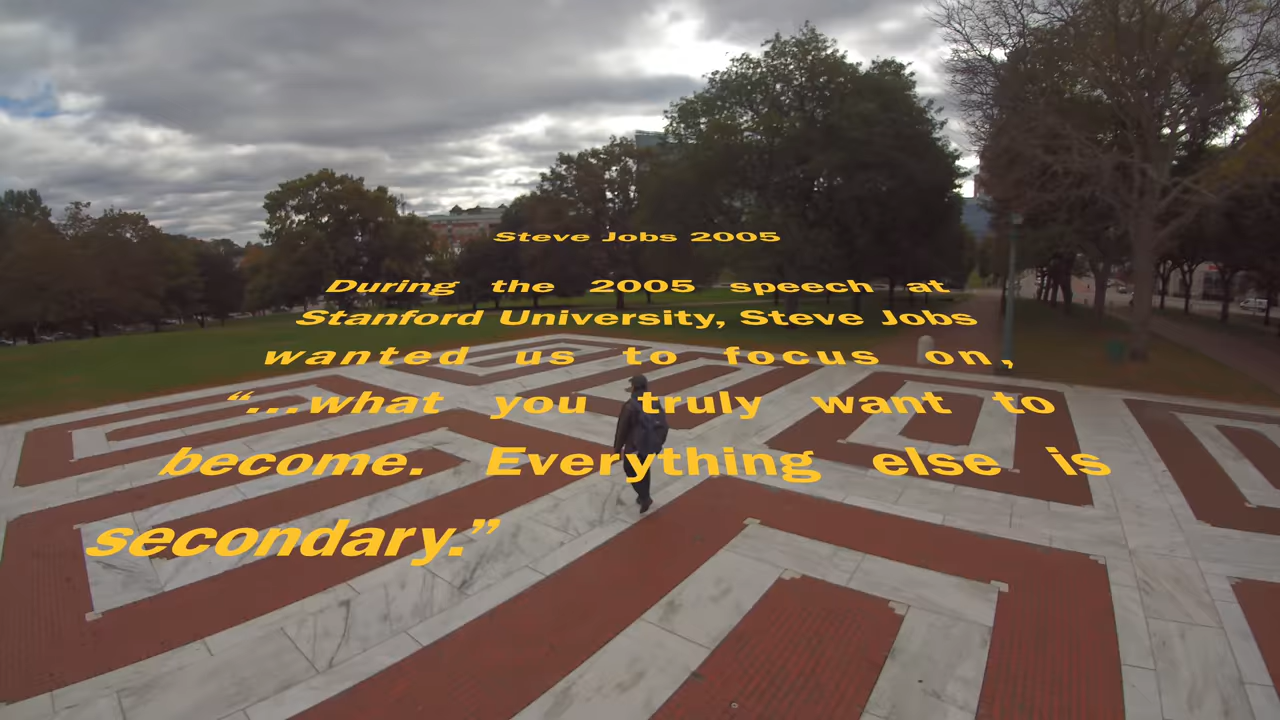 Steve Jobs 2005
During the 2005 speech at
Stanford University, Steve Jobs
wanted us to focus on,
“...what you truly want to
become. Everything else is
secondary.”